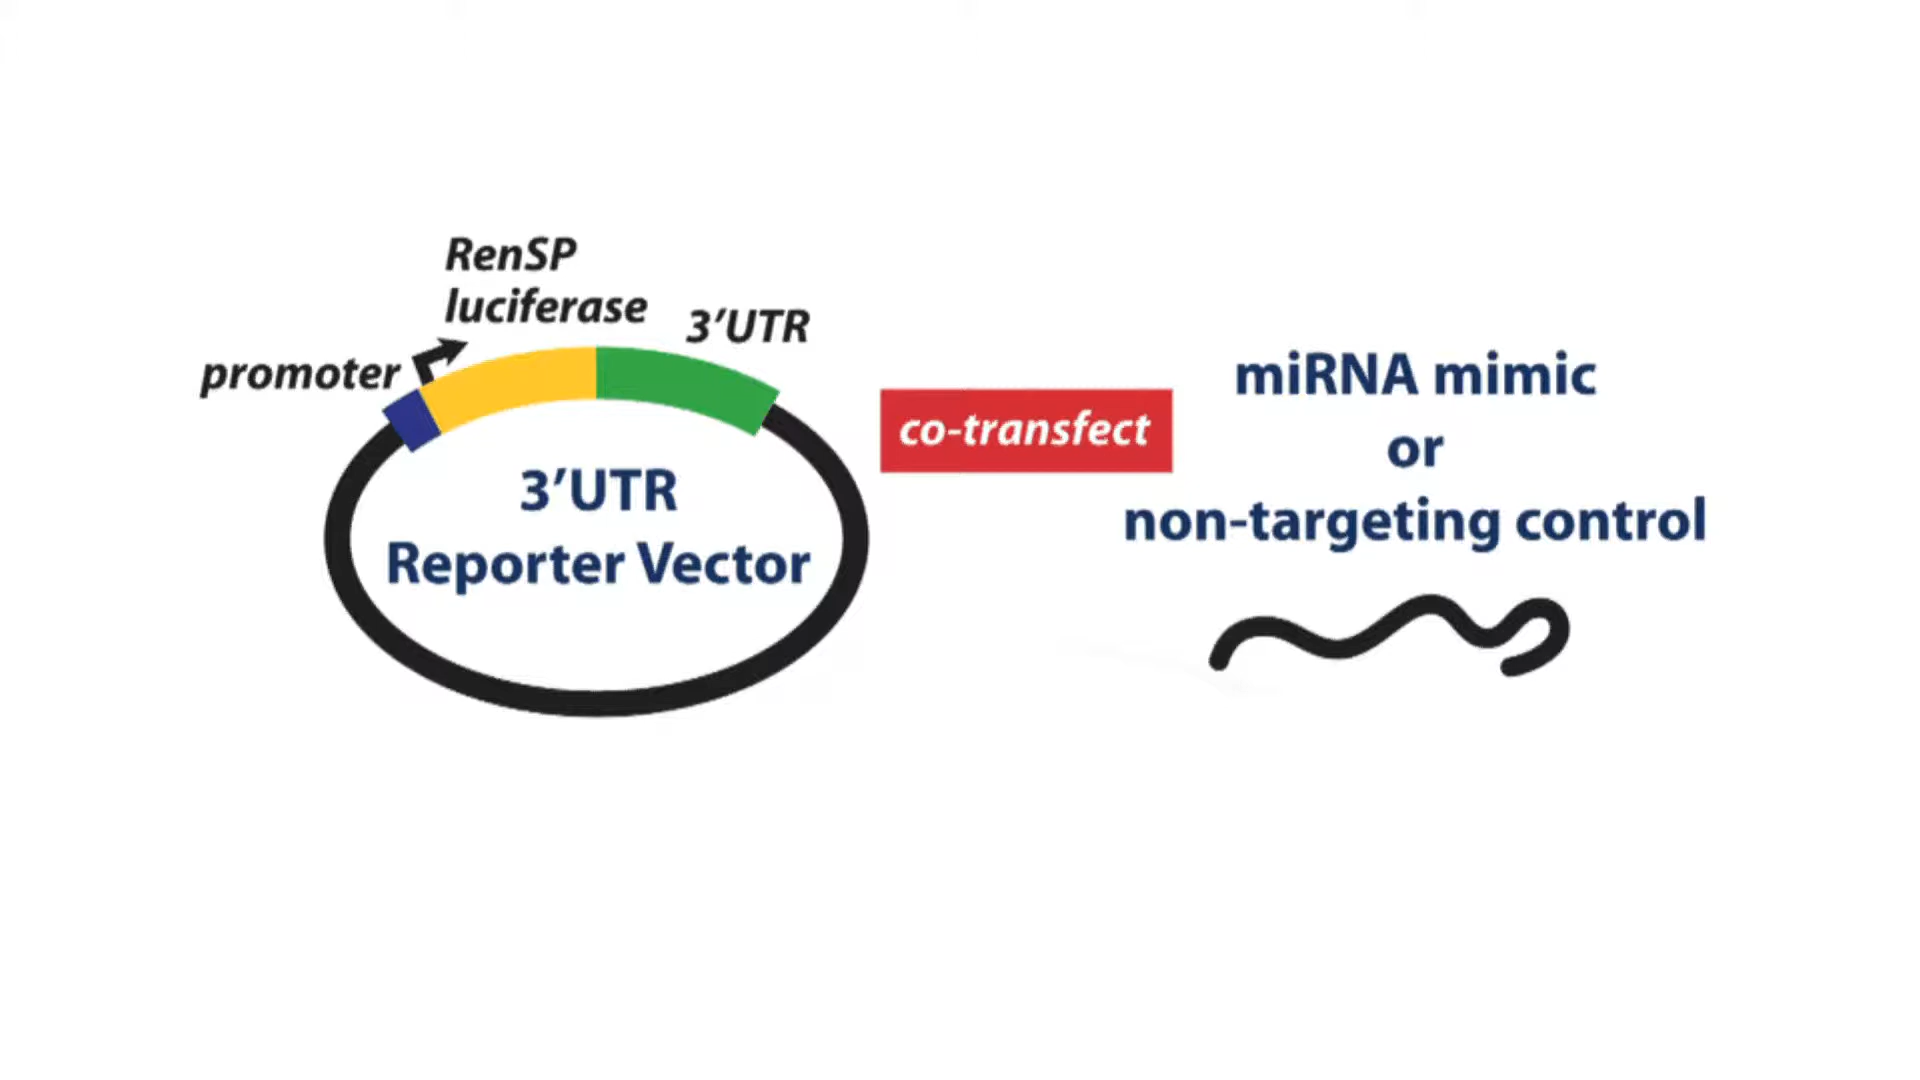 RenSP
luciferase
3′UTR
promoter
3′UTR
Reporter Vector
co-transfect
miRNA mimic
or
non-targeting control